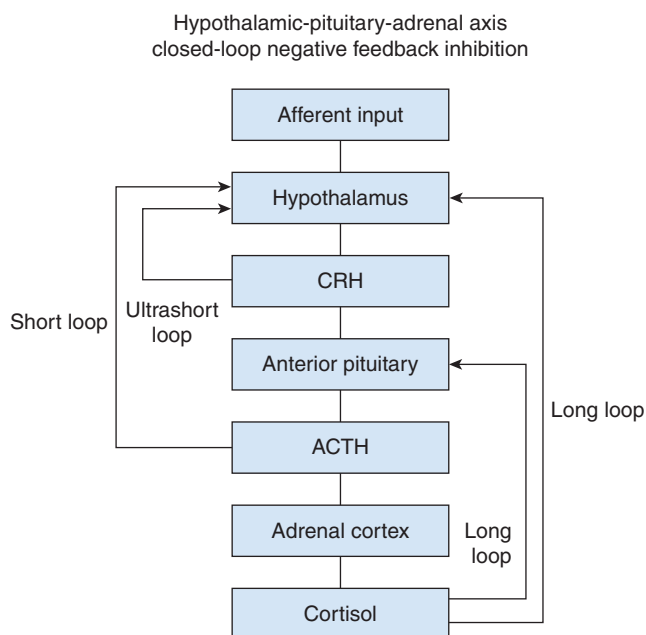 Hypothalamic-pituitary-adrenal axis
closed-loop negative feedback inhibition
Afferent input
Hypothalamus
CRH
Ultrashort
loop
Short loop
Anterior pituitary
Long loop
ACTH
Adrenal cortex
Long
loop
Cortisol